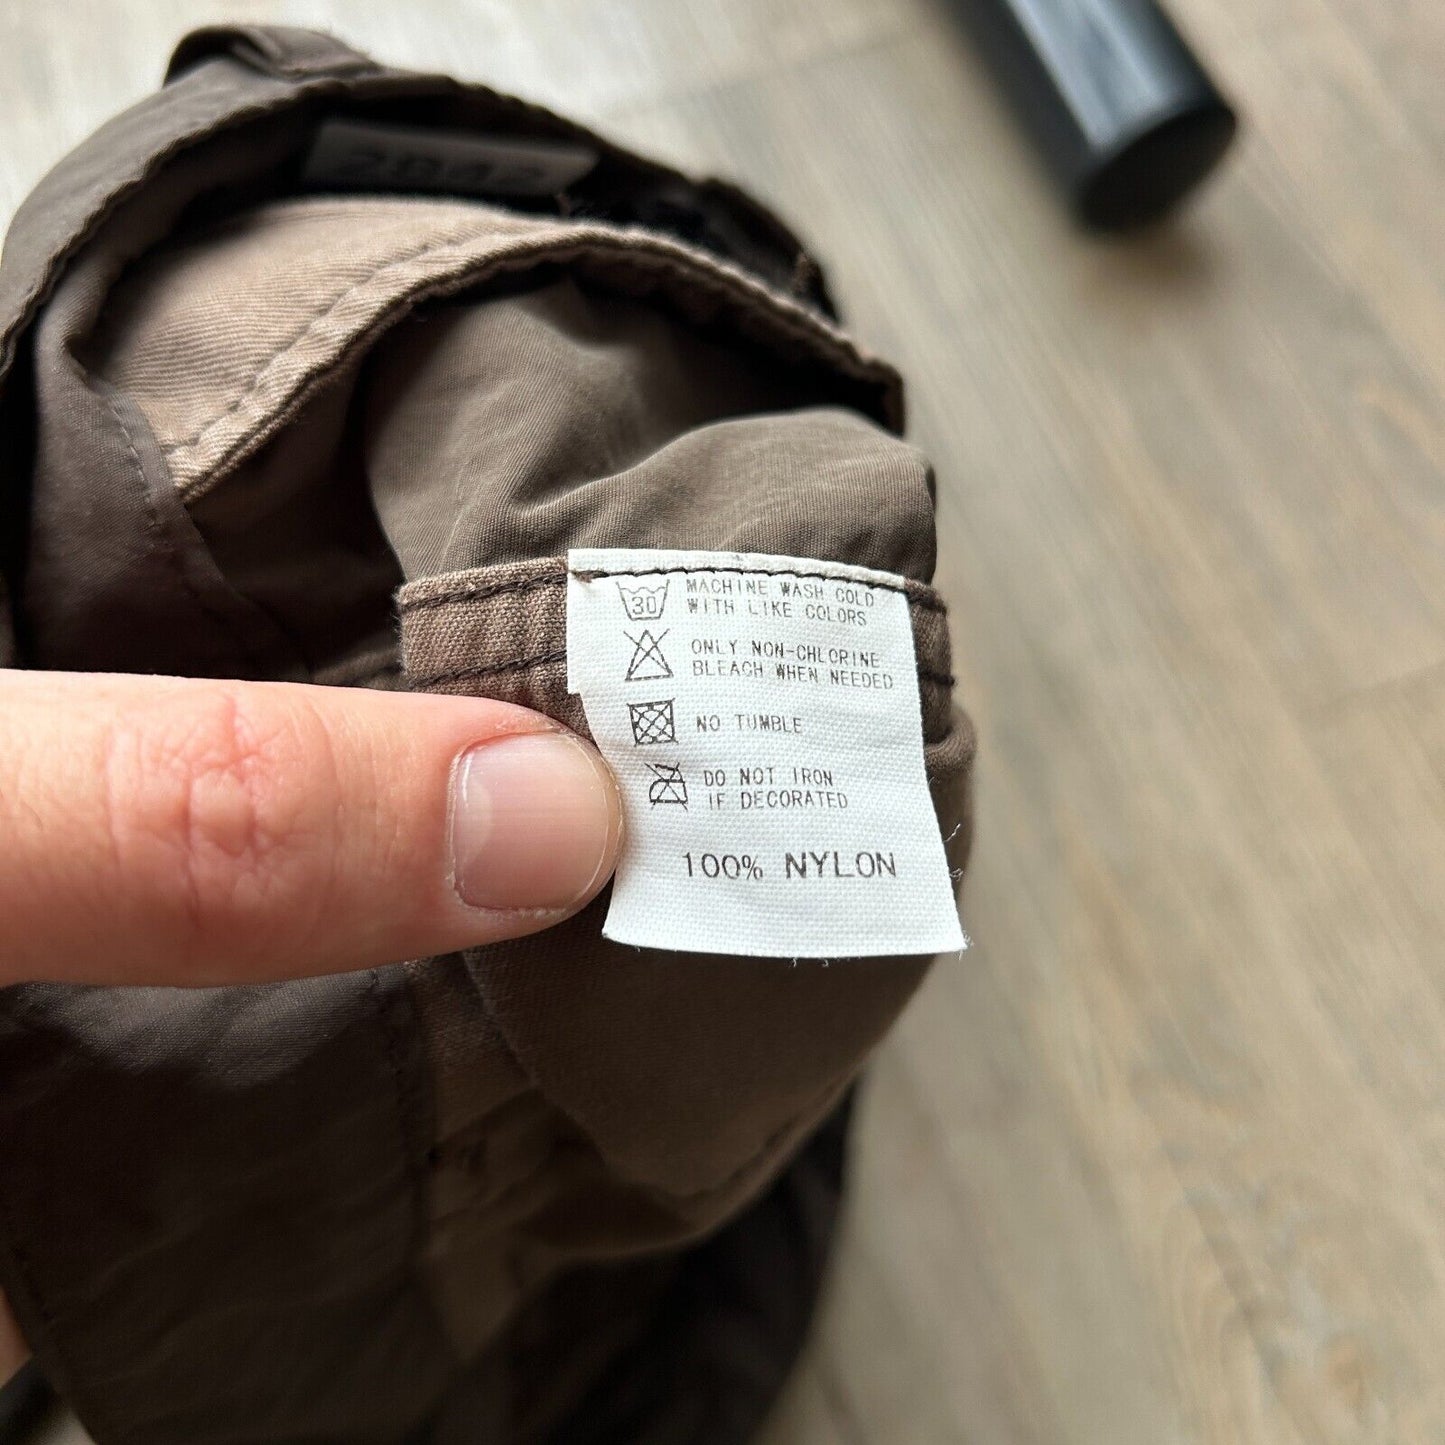 30
MACHINE WASH COLD
WITH LIKE COLORS
ONLY NON-CHLORINE
BLEACH WHEN NEEDED
NO TUMBLE
DO NOT IRON
IF DECORATED
100% NYLON